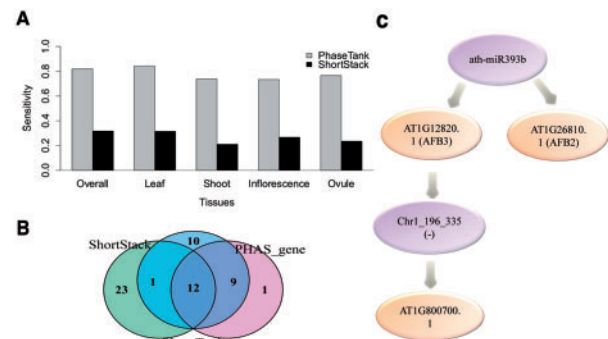 A
1.0
0.8
0.6
0.4
0.2
0.0
Sensitivity
PhaseTank
ShortStack
Overall
Leaf
Shoot
Inflorescence
Ovule
Tissues
B
ShortStack
PHAS_gene
10
23
1
12
9
1
C
ath-miR393b
AT1G12820.
1 (AFB3)
AT1G26810.
1 (AFB2)
Chr1_196_335
(-)
AT1G800700.
1